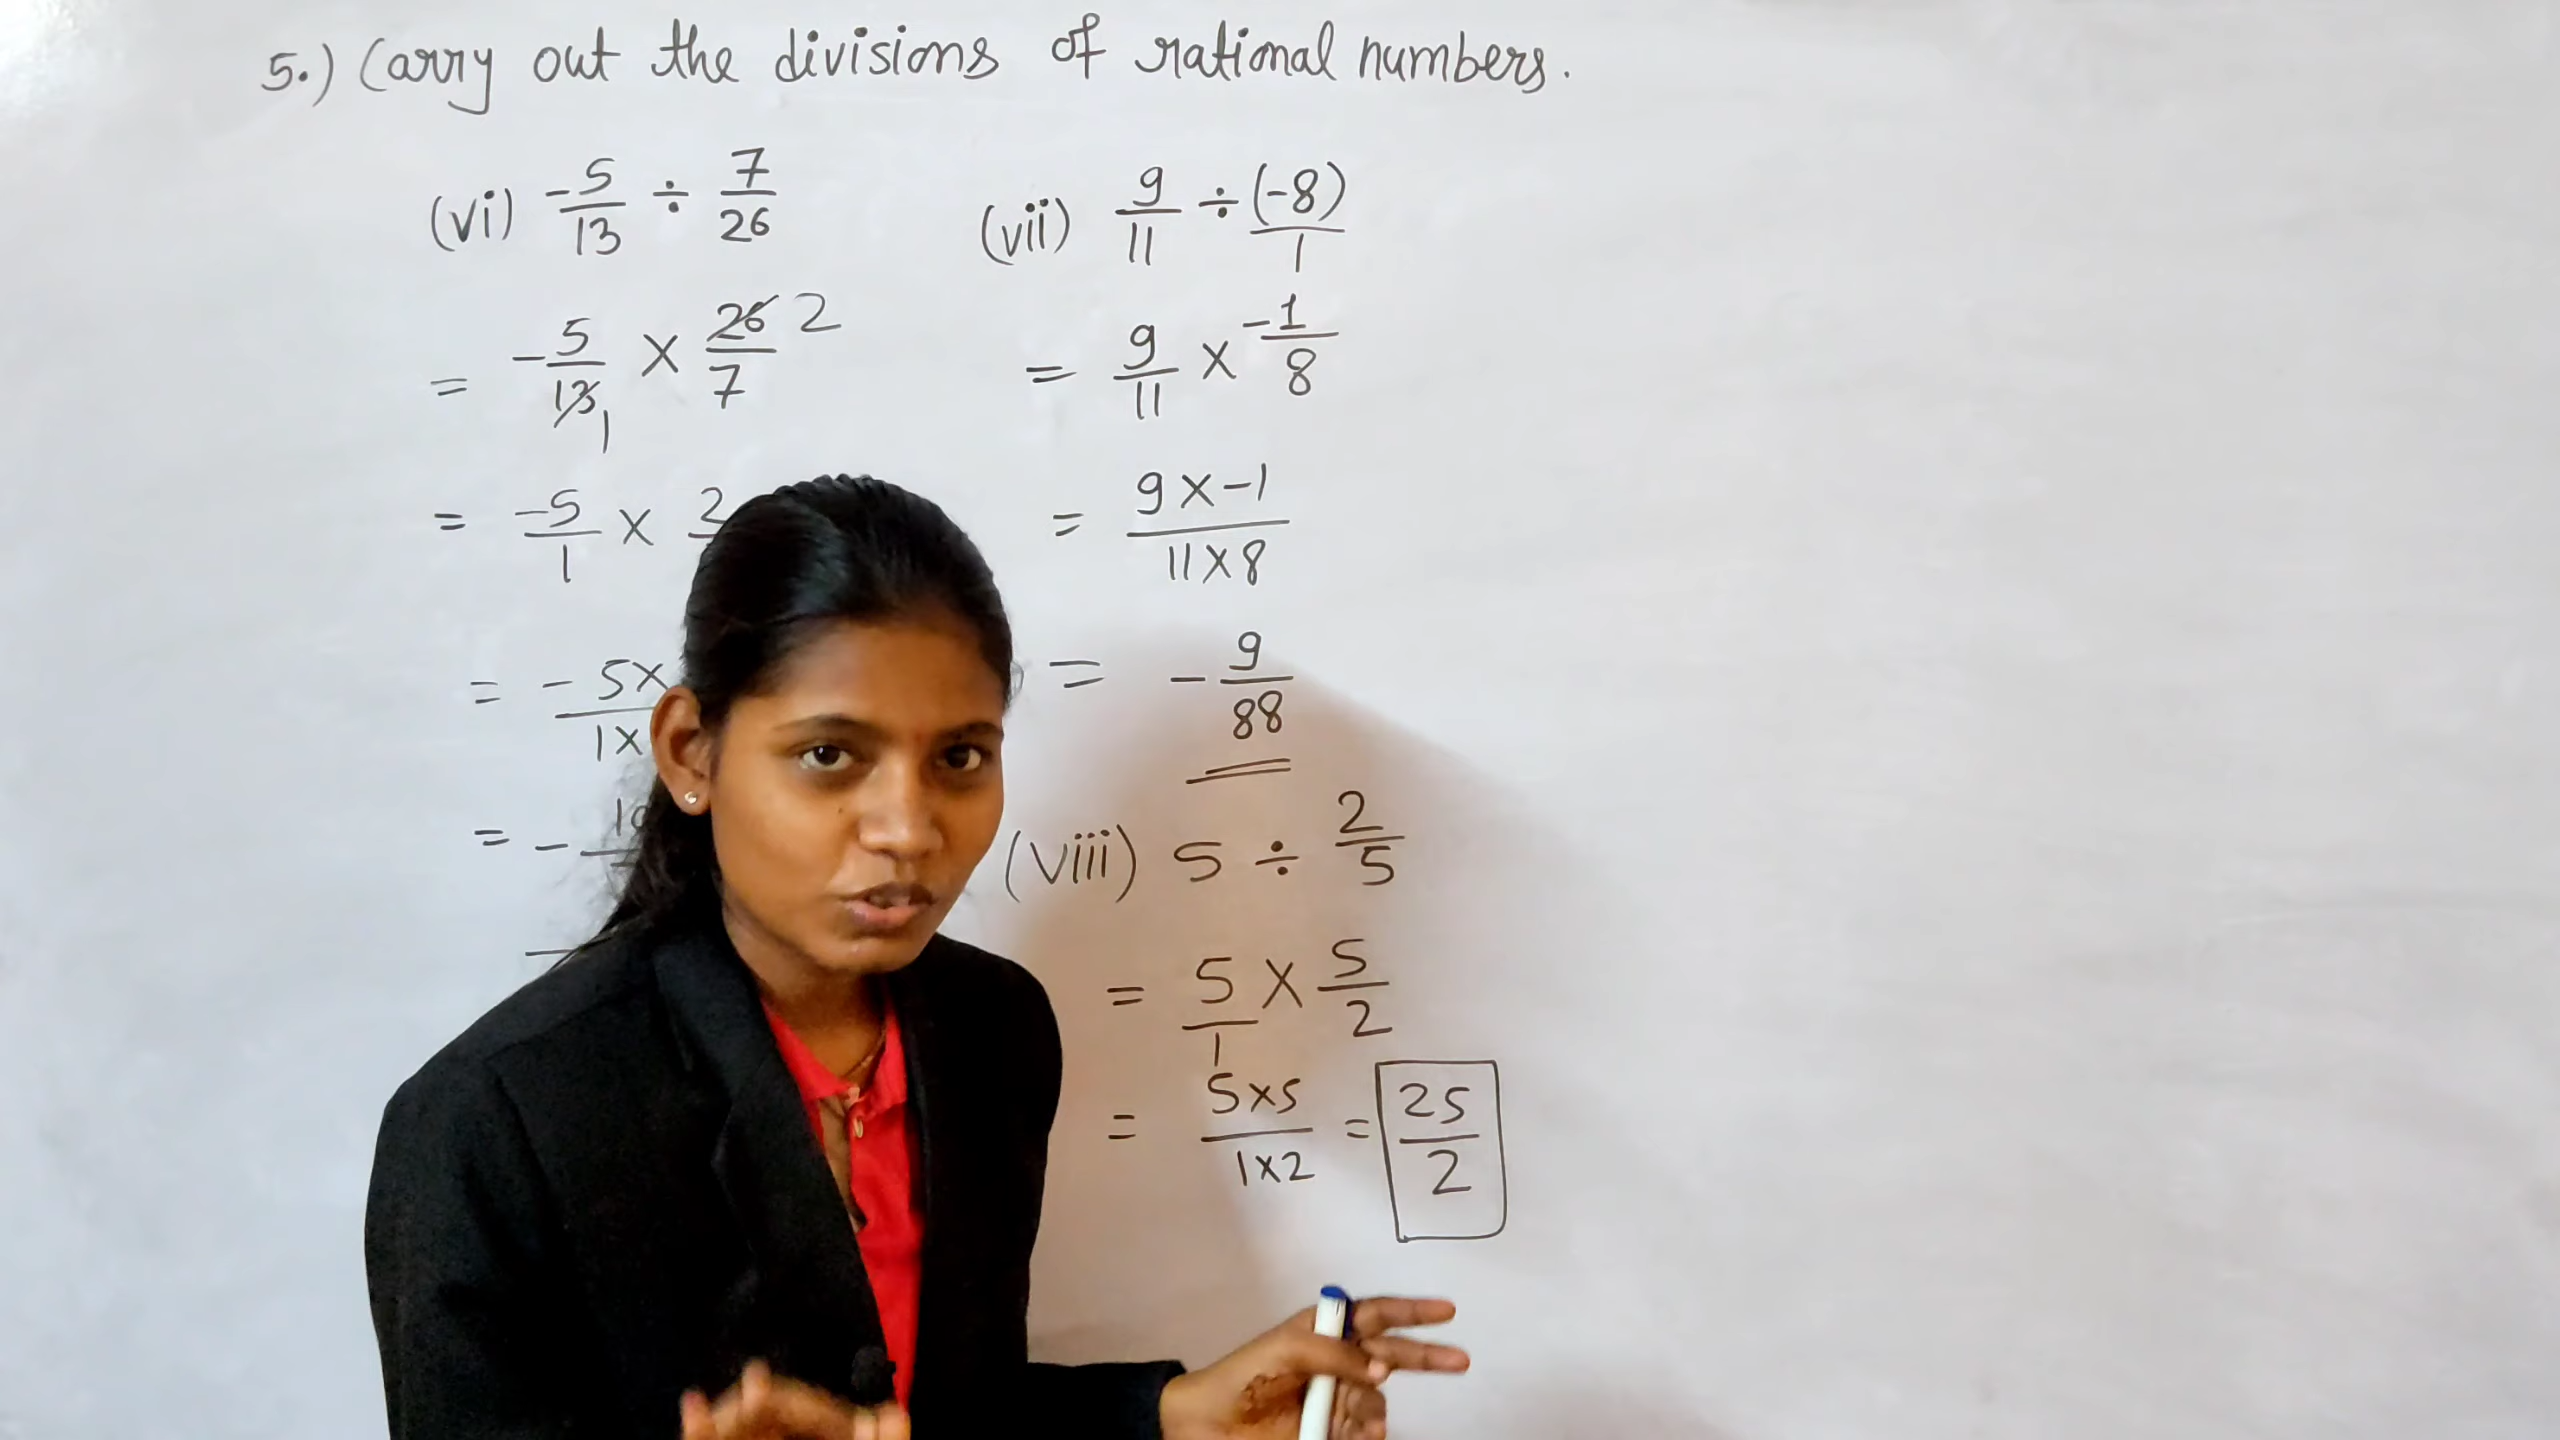 5.) Carry out the divisions of rational numbers.
(vi) -5/13 ÷ 7/26
= -5/13 1 × 26/7 2
= -5/1 × 2
= -5×
1×
= -
(vii) 9/11 ÷ (-8)/1
= 9/11 × -1/8
= 9×-1/11×8
= -9/88
(viii) 5 ÷ 2/5
= 5/1 × 5/2
= 5×5/1×2 = 25/2